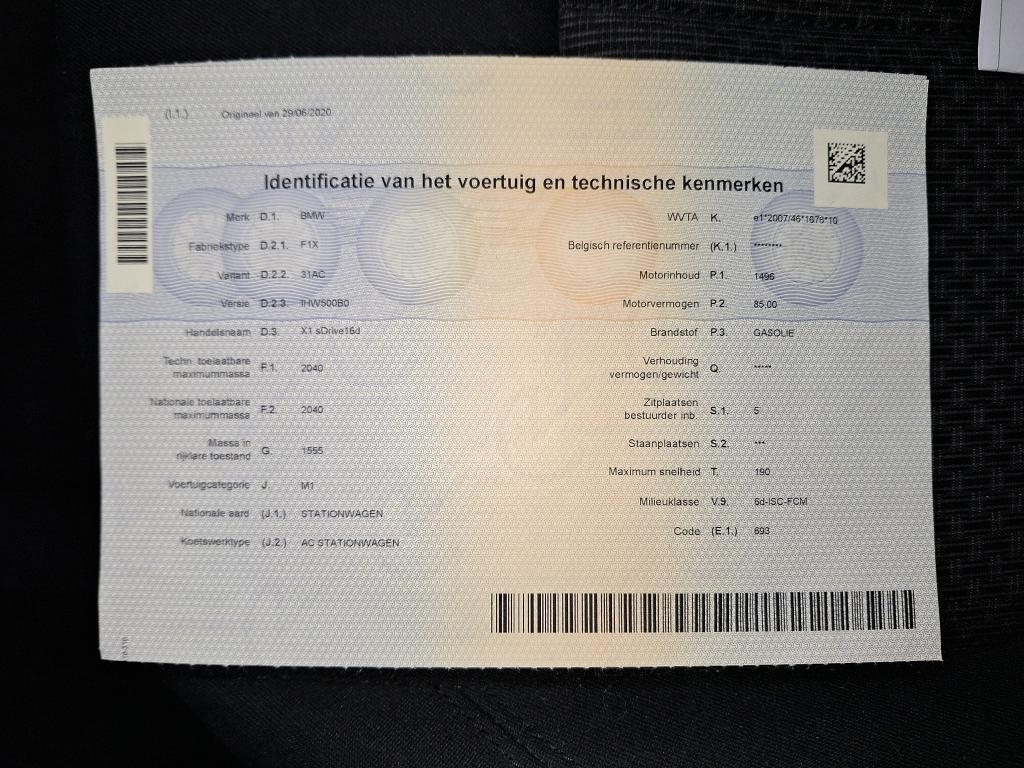 (I.1.) Origineel van 29/06/2020
Identificatie van het voertuig en technische kenmerken
Merk D.1. BMW
Fabriekstype D.2.1. F1X
Variant D.2.2. 31AC
Versie D.2.3. IHW500B0
Handelsnaam D.3. X1 sDrive16d
Techn. toelaatbare
maximummassa F.1. 2040
Nationale toelaatbare
maximummassa F.2. 2040
Massa in
rijklare toestand G. 1555
Voertuigcategorie J. M1
Nationale aard (J.1.) STATIONWAGEN
Koetswerktype (J.2.) AC STATIONWAGEN
WVTA K. e1*2007/46*1676*10
Belgisch referentienummer (K.1.) ********
Motorinhoud P.1. 1496
Motorvermogen P.2. 85.00
Brandstof P.3. GASOLIE
Verhouding
vermogen/gewicht Q. *****
Zitplaatsen
bestuurder inb. S.1. 5
Staanplaatsen S.2. ***
Maximum snelheid T. 190
Milieuklasse V.9. 6d-ISC-FCM
Code (E.1.) 693